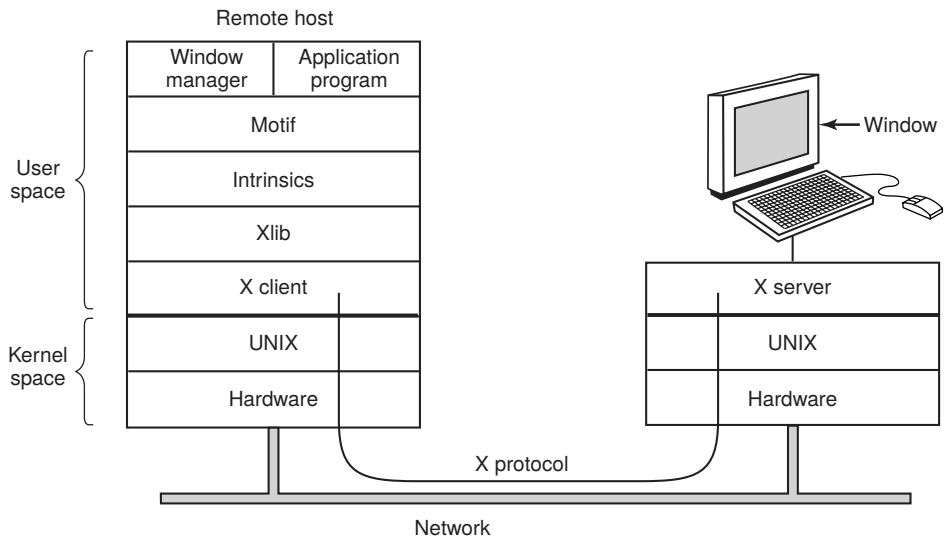 Remote host
Window
manager
Application
program
Motif
Intrinsics
Xlib
X client
UNIX
Hardware
User
space
Kernel
space
Window
X server
UNIX
Hardware
X protocol
Network